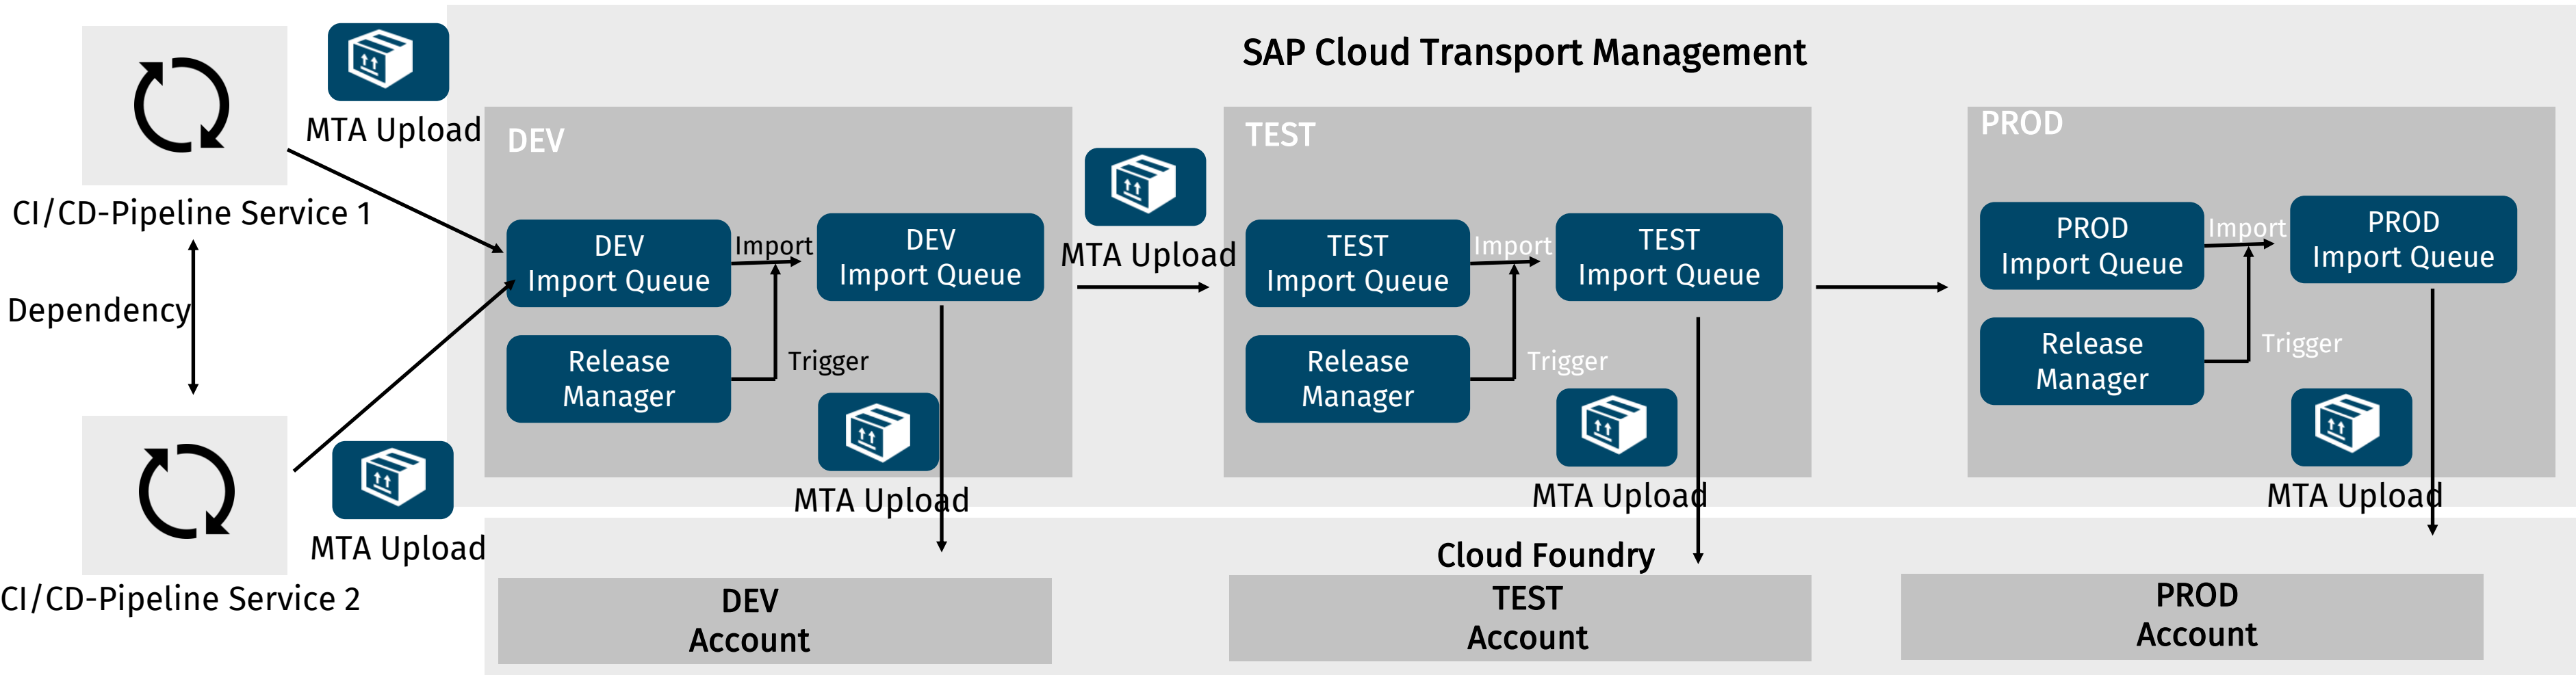 SAP Cloud Transport Management
MTA Upload
CI/CD-Pipeline Service 1
Dependency
MTA Upload
CI/CD-Pipeline Service 2
DEV
DEV
Import Queue
Import
DEV
Import Queue
Release
Manager
Trigger
MTA Upload
MTA Upload
TEST
TEST
Import Queue
Import
TEST
Import Queue
Release
Manager
Trigger
MTA Upload
PROD
PROD
Import Queue
Import
PROD
Import Queue
Release
Manager
Trigger
MTA Upload
Cloud Foundry
DEV
Account
TEST
Account
PROD
Account